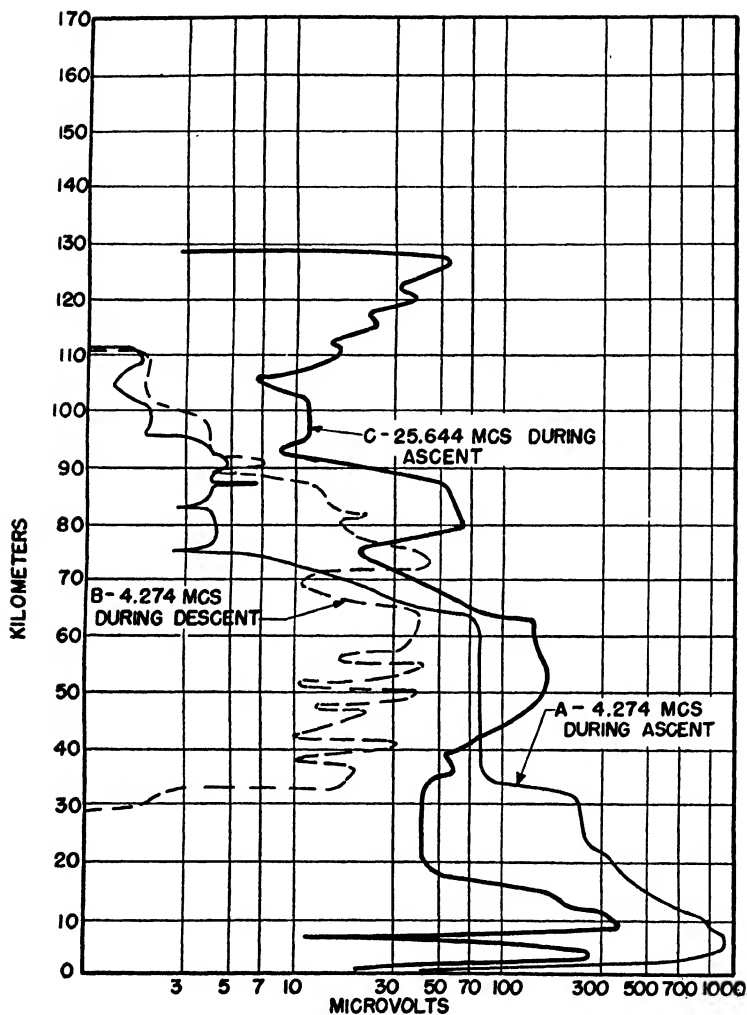 170
160
150
140
130
120
110
100
90
80
70
60
50
40
30
20
10
0
KILOMETERS
C-25.644 MCS DURING
ASCENT
B-4.274 MCS
DURING DESCENT
A- 4.274 MCS
DURING ASCENT
3 5 7 10 30 50 70 100 300 500 700 1000
MICROVOLTS